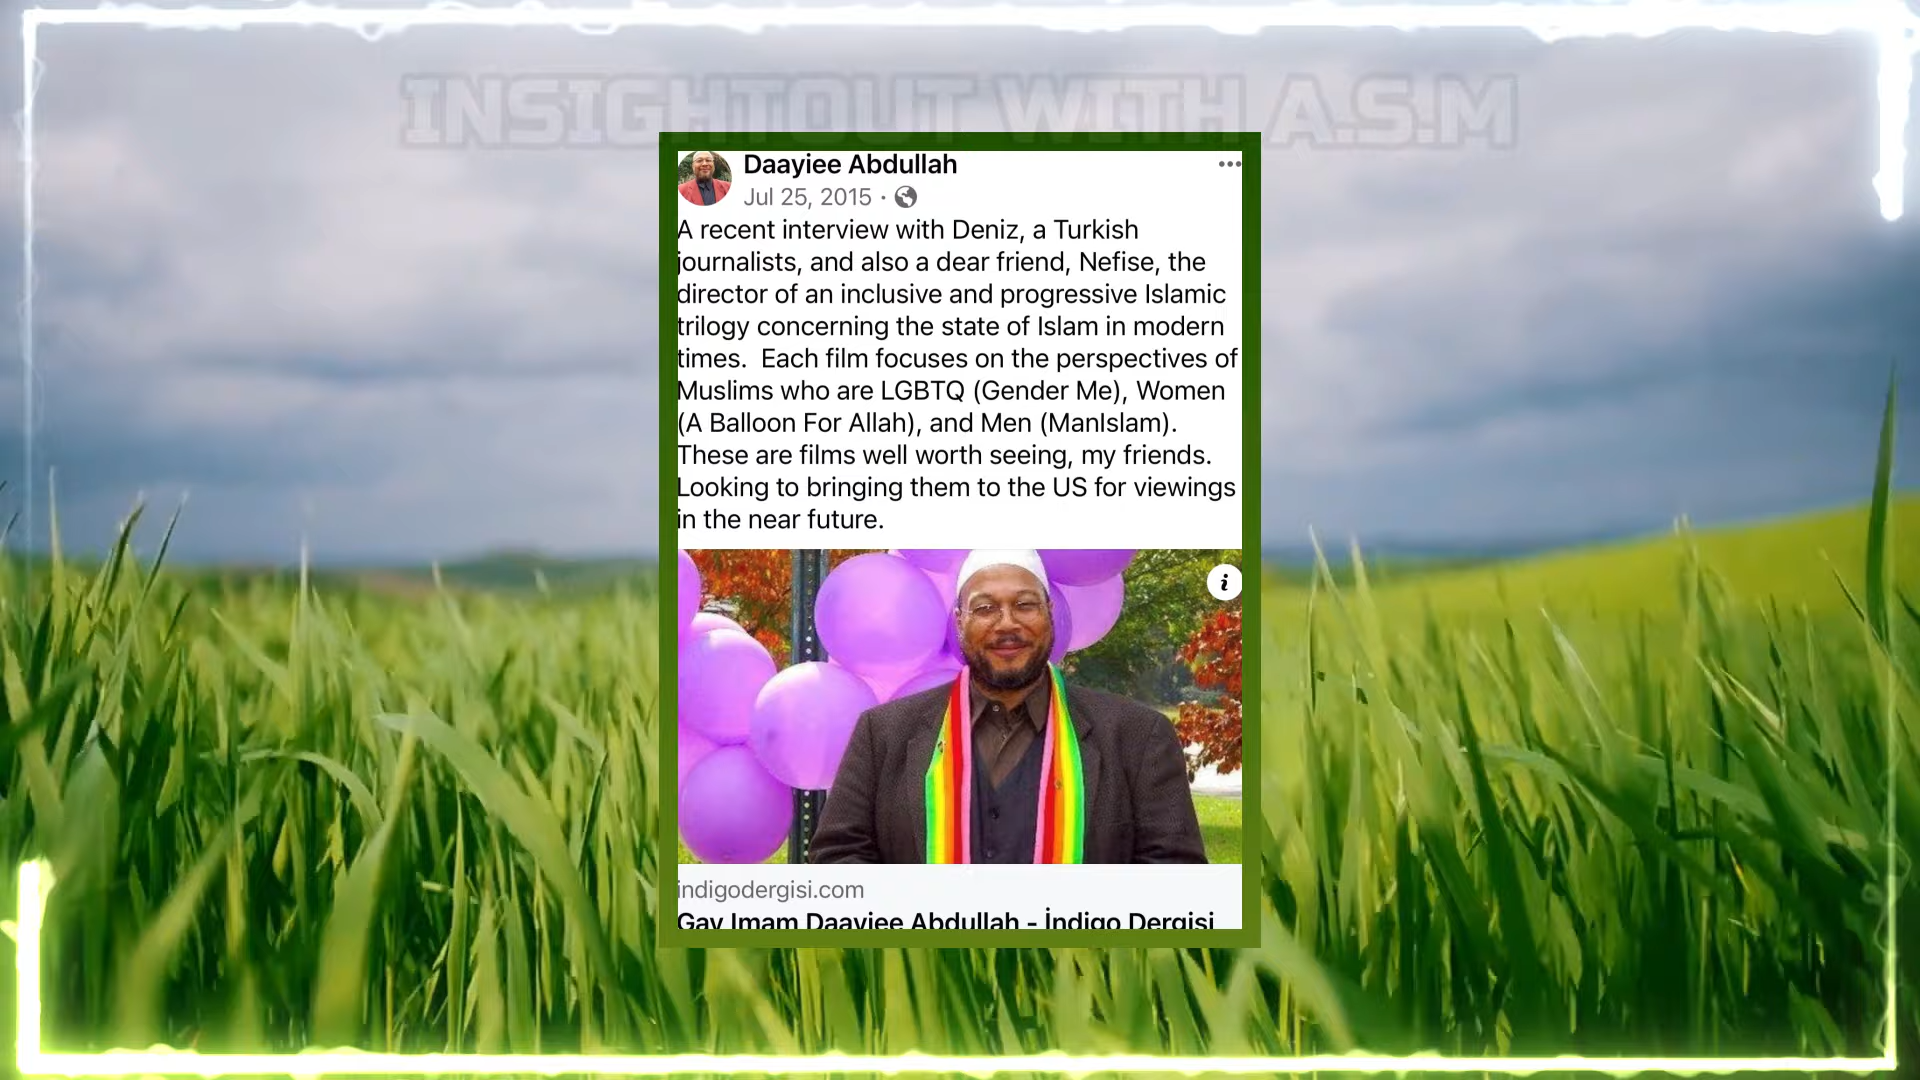 INSIGHTOUT WITH A.S.M
Daayiee Abdullah
Jul 25, 2015 ·
A recent interview with Deniz, a Turkish
journalists, and also a dear friend, Nefise, the
director of an inclusive and progressive Islamic
trilogy concerning the state of Islam in modern
times. Each film focuses on the perspectives of
Muslims who are LGBTQ (Gender Me), Women
(A Balloon For Allah), and Men (ManIslam).
These are films well worth seeing, my friends.
Looking to bringing them to the US for viewings
in the near future.
i
indigodergisi.com
Gay Imam Daayiee Abdullah - İndigo Dergisi